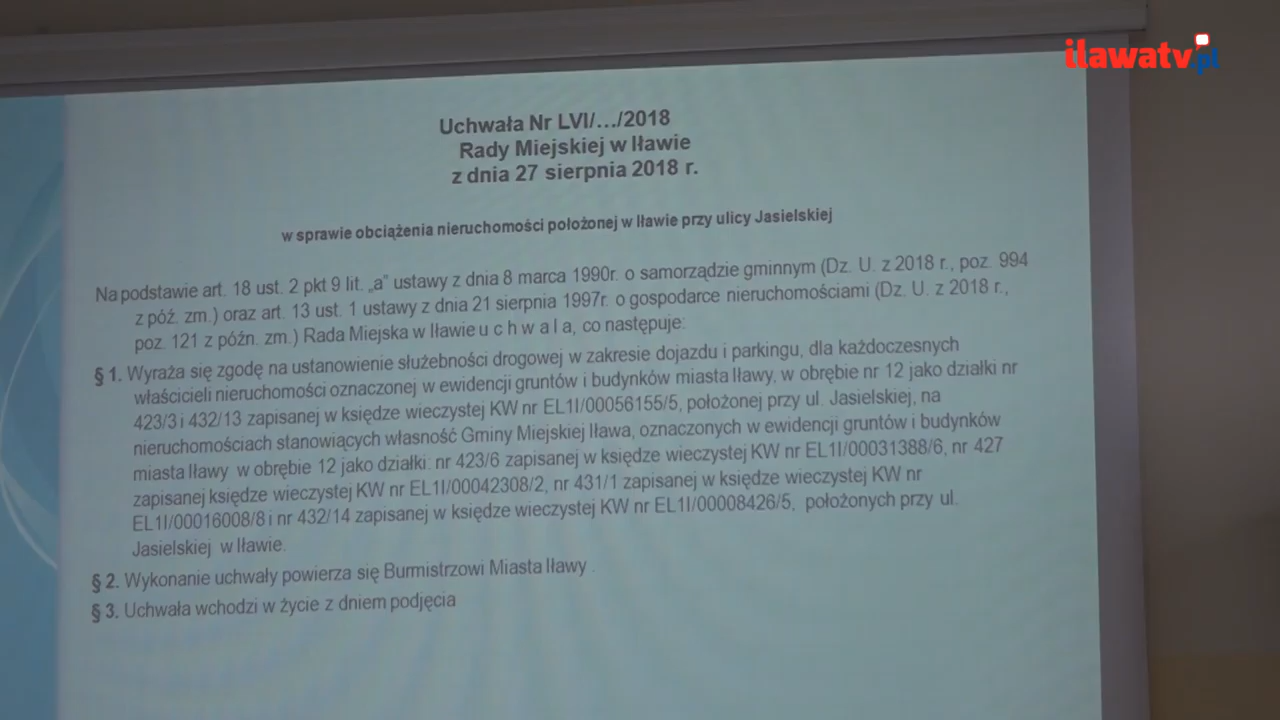 iławatv.pl
Uchwała Nr LVI/.../2018
Rady Miejskiej w Iławie
z dnia 27 sierpnia 2018 r.
w sprawie obciążenia nieruchomości położonej w Iławie przy ulicy Jasielskiej
Na podstawie art. 18 ust. 2 pkt 9 lit. „a” ustawy z dnia 8 marca 1990r. o samorządzie gminnym (Dz. U. z 2018 r., poz. 994
z póź. zm.) oraz art. 13 ust. 1 ustawy z dnia 21 sierpnia 1997r. o gospodarce nieruchomościami (Dz. U. z 2018 r.,
poz. 121 z późn. zm.) Rada Miejska w Iławie u c h w a l a, co następuje:
§ 1. Wyraża się zgodę na ustanowienie służebności drogowej w zakresie dojazdu i parkingu, dla każdoczesnych
właścicieli nieruchomości oznaczonej w ewidencji gruntów i budynków miasta Iławy, w obrębie nr 12 jako działki nr
423/3 i 432/13 zapisanej w księdze wieczystej KW nr EL1I/00056155/5, położonej przy ul. Jasielskiej, na
nieruchomościach stanowiących własność Gminy Miejskiej Iława, oznaczonych w ewidencji gruntów i budynków
miasta Iławy w obrębie 12 jako działki: nr 423/6 zapisanej w księdze wieczystej KW nr EL1I/00031388/6, nr 427
zapisanej księdze wieczystej KW nr EL1I/00042308/2, nr 431/1 zapisanej w księdze wieczystej KW nr
EL1I/00016008/8 i nr 432/14 zapisanej w księdze wieczystej KW nr EL1I/00008426/5, położonych przy ul.
Jasielskiej w Iławie.
§ 2. Wykonanie uchwały powierza się Burmistrzowi Miasta Iławy .
§ 3. Uchwała wchodzi w życie z dniem podjęcia